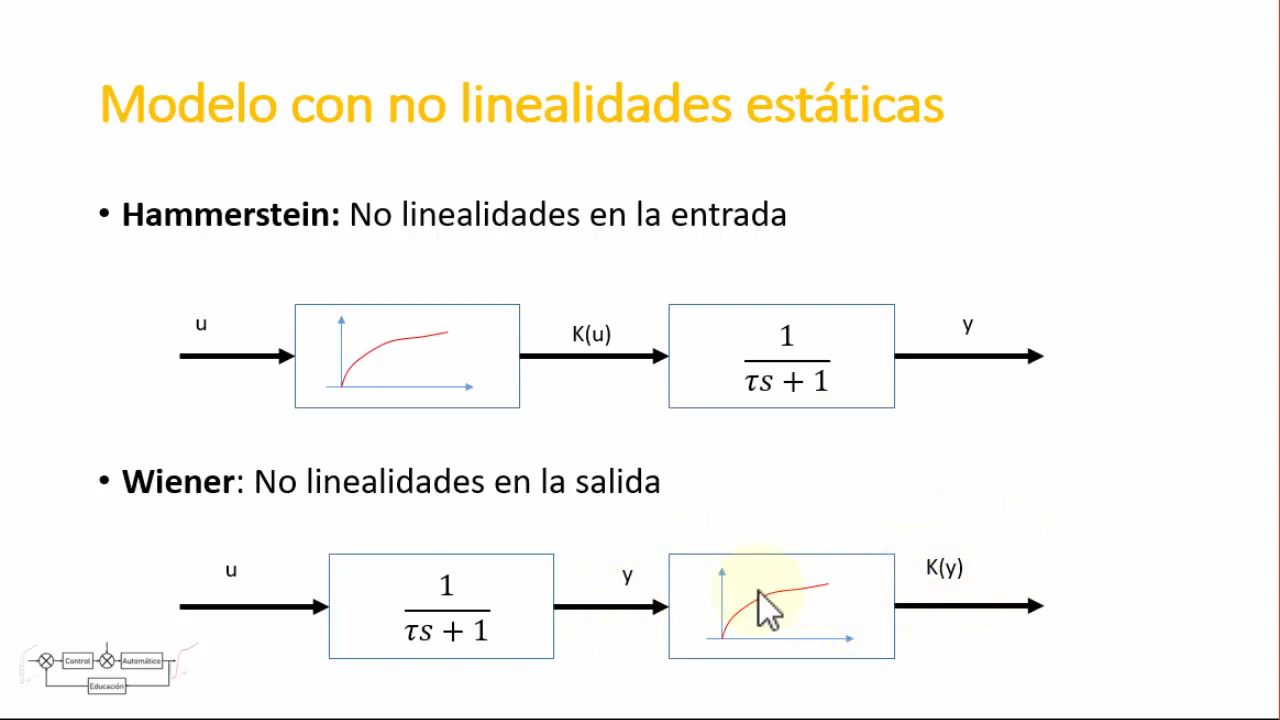 Modelo con no linealidades estáticas
• Hammerstein: No linealidades en la entrada
u
K(u)
1
τs + 1
y
• Wiener: No linealidades en la salida
u
1
τs + 1
y
K(y)
Control
Automático
Educación